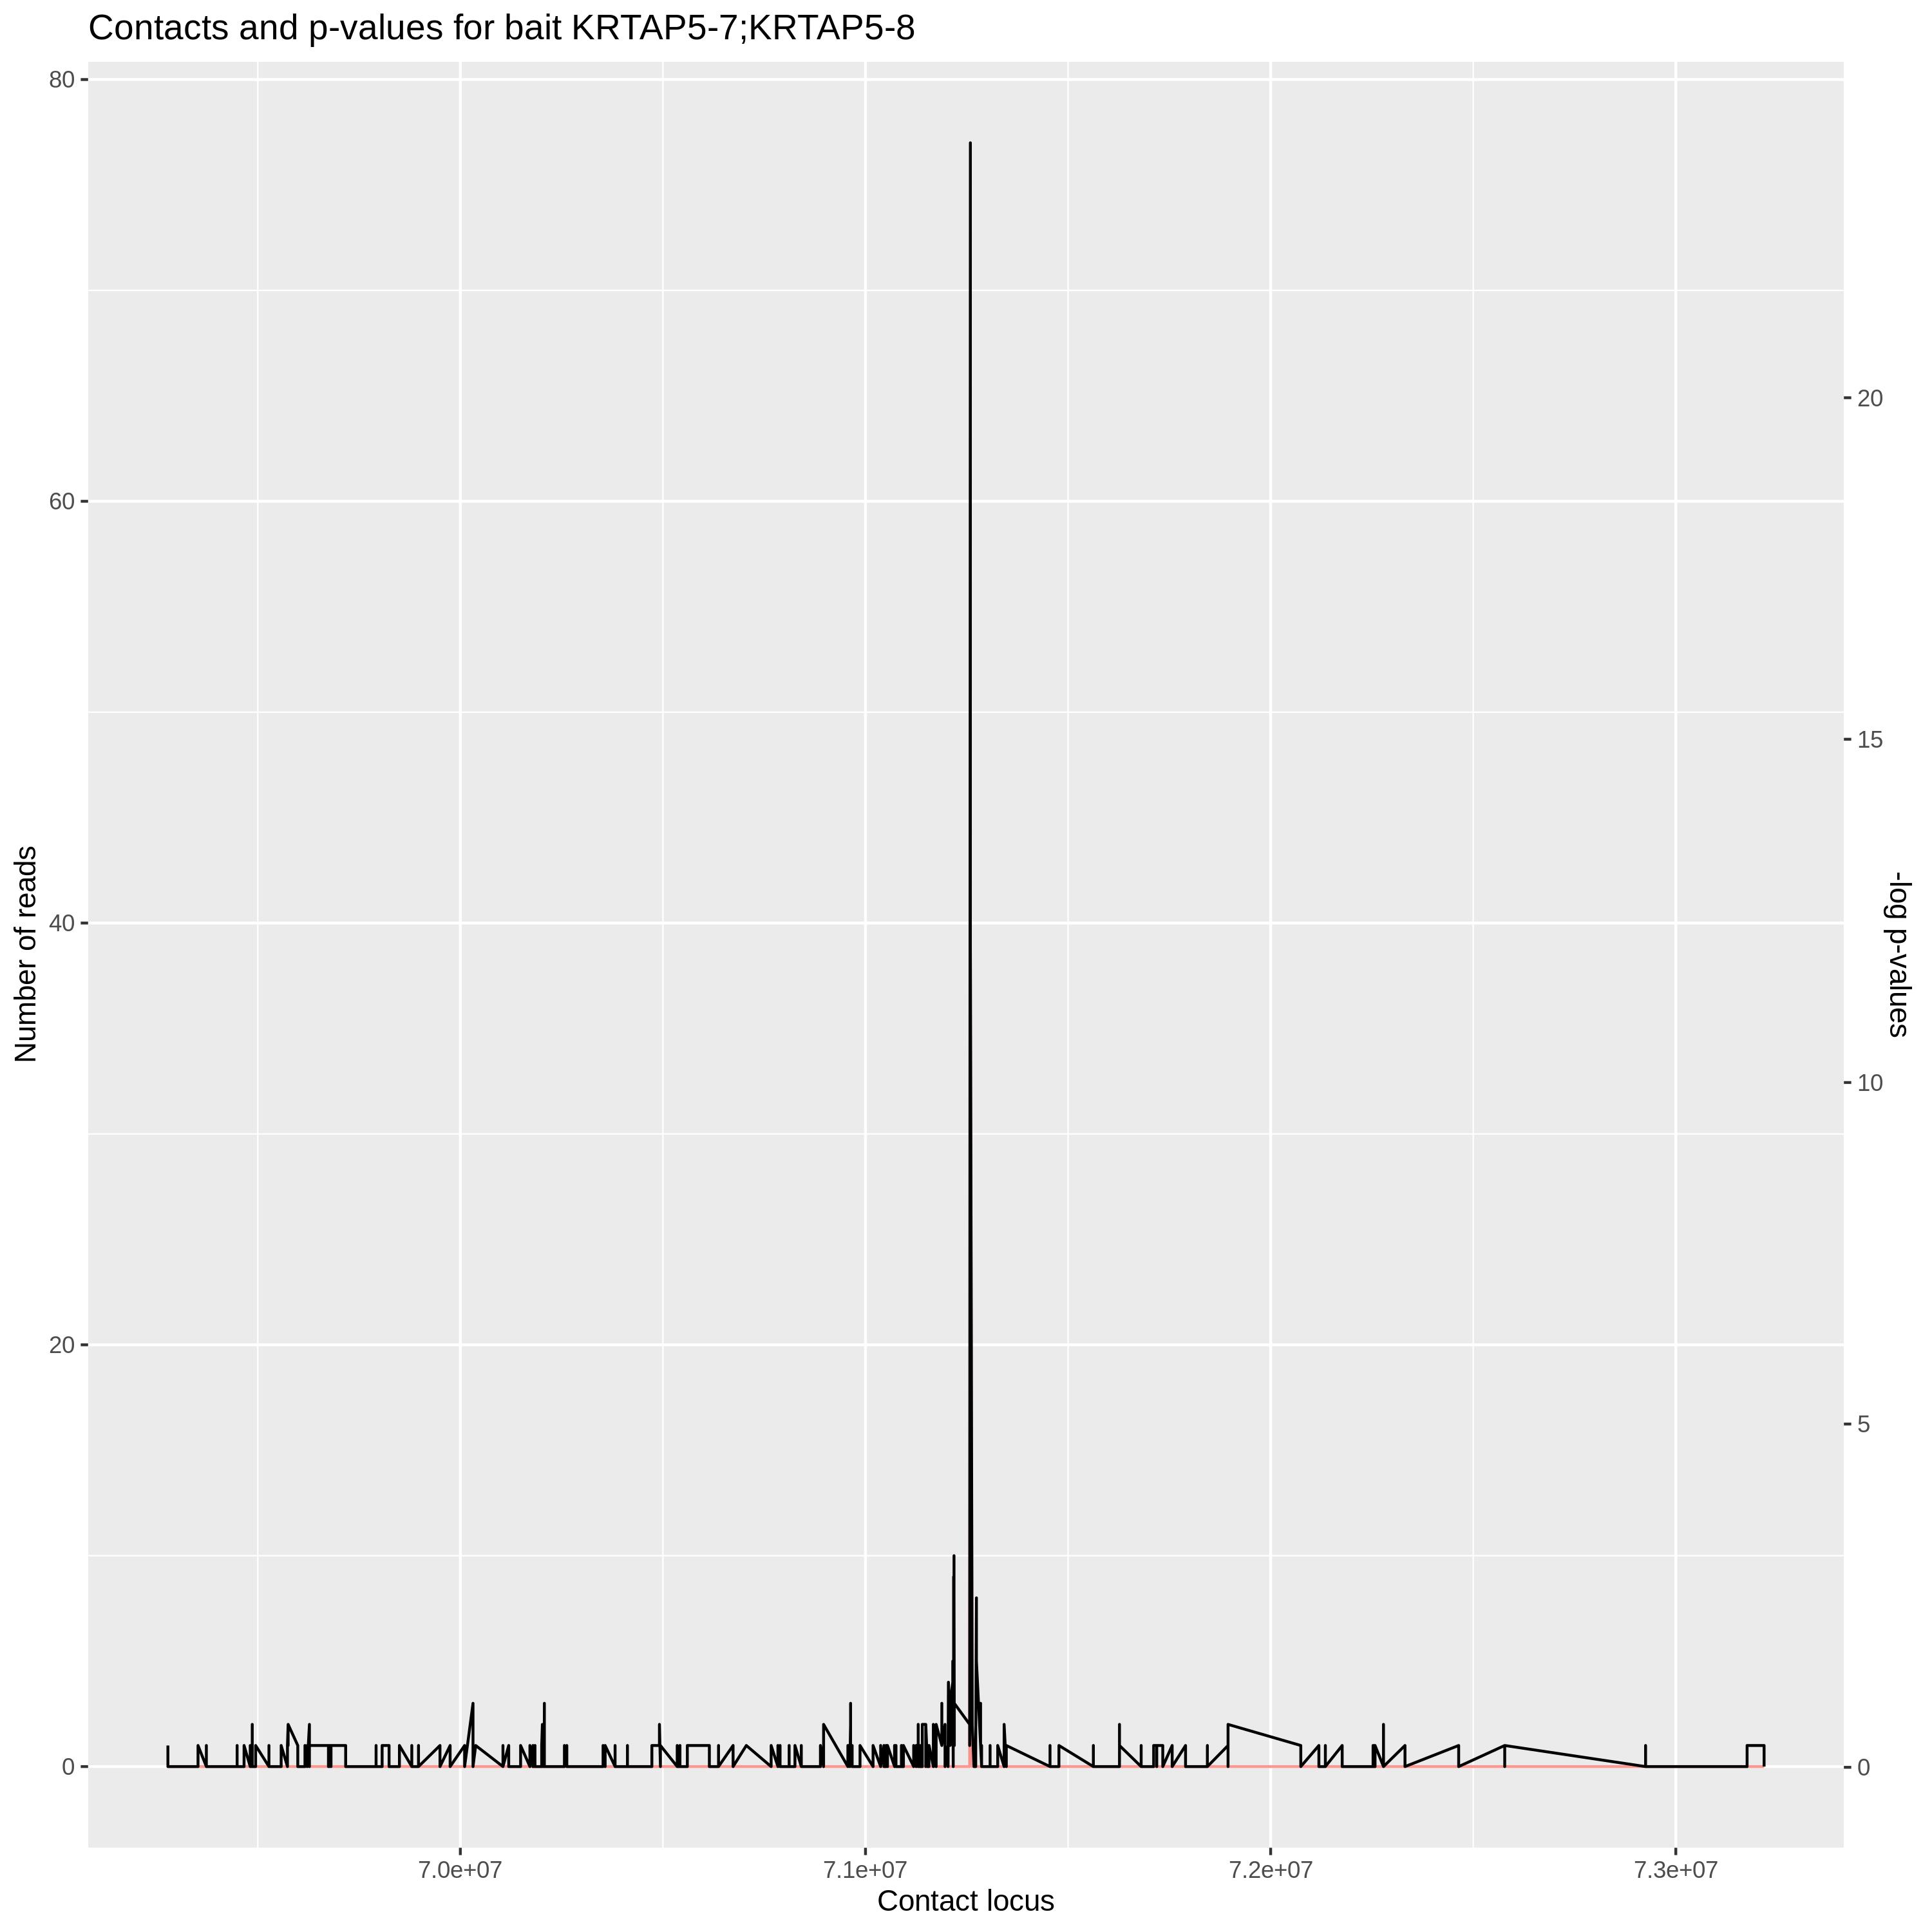 Contacts and p-values for bait KRTAP5-7;KRTAP5-8
80
60
40
20
0
Number of reads
20
15
10
5
0
-log p-values
7.0e+07
7.1e+07
7.2e+07
7.3e+07
Contact locus